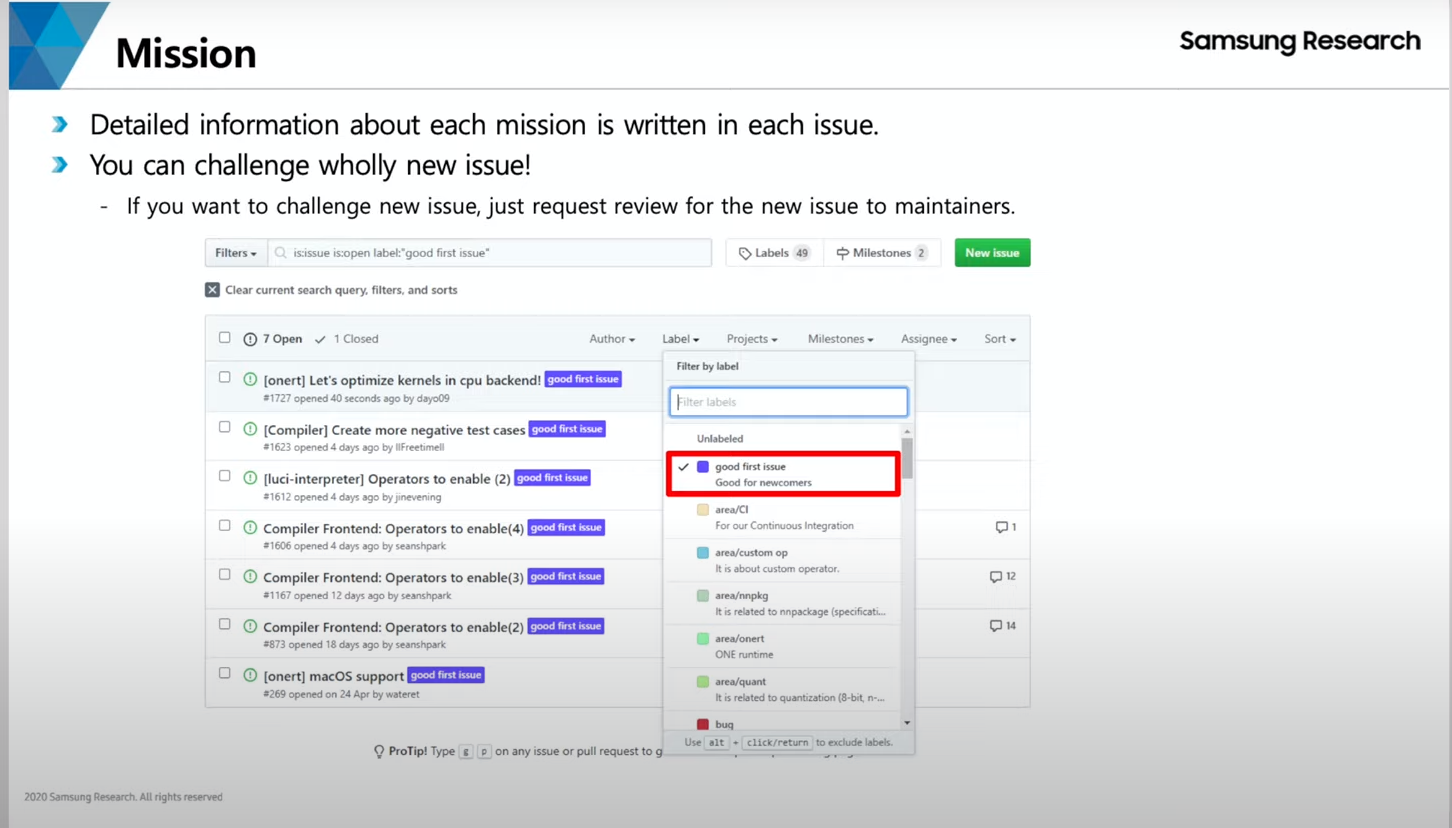 Mission
Samsung Research
Detailed information about each mission is written in each issue.
You can challenge wholly new issue!
- If you want to challenge new issue, just request review for the new issue to maintainers.
Filters
is:issue is:open label:"good first issue"
Labels 49
Milestones 2
New issue
Clear current search query, filters, and sorts
7 Open 1 Closed
Author Label Projects Milestones Assignee Sort
[onert] Let's optimize kernels in cpu backend! good first issue
#1727 opened 40 seconds ago by dayo09
[Compiler] Create more negative test cases good first issue
#1623 opened 4 days ago by llFreetimell
[luci-interpreter] Operators to enable (2) good first issue
#1612 opened 4 days ago by jinevening
Compiler Frontend: Operators to enable(4) good first issue
1
#1606 opened 4 days ago by seanshpark
Compiler Frontend: Operators to enable(3) good first issue
12
#1167 opened 12 days ago by seanshpark
Compiler Frontend: Operators to enable(2) good first issue
14
#873 opened 18 days ago by seanshpark
[onert] macOS support good first issue
#269 opened on 24 Apr by wateret
Filter by label
Filter labels
Unlabeled
good first issue
Good for newcomers
area/CI
For our Continuous Integration
area/custom op
It is about custom operator.
area/nnpkg
It is related to nnpackage (specificati...
area/onert
ONE runtime
area/quant
It is related to quantization (8-bit, n-...
bug
Use alt + click/return to exclude labels.
ProTip! Type g p on any issue or pull request to g
2020 Samsung Research. All rights reserved